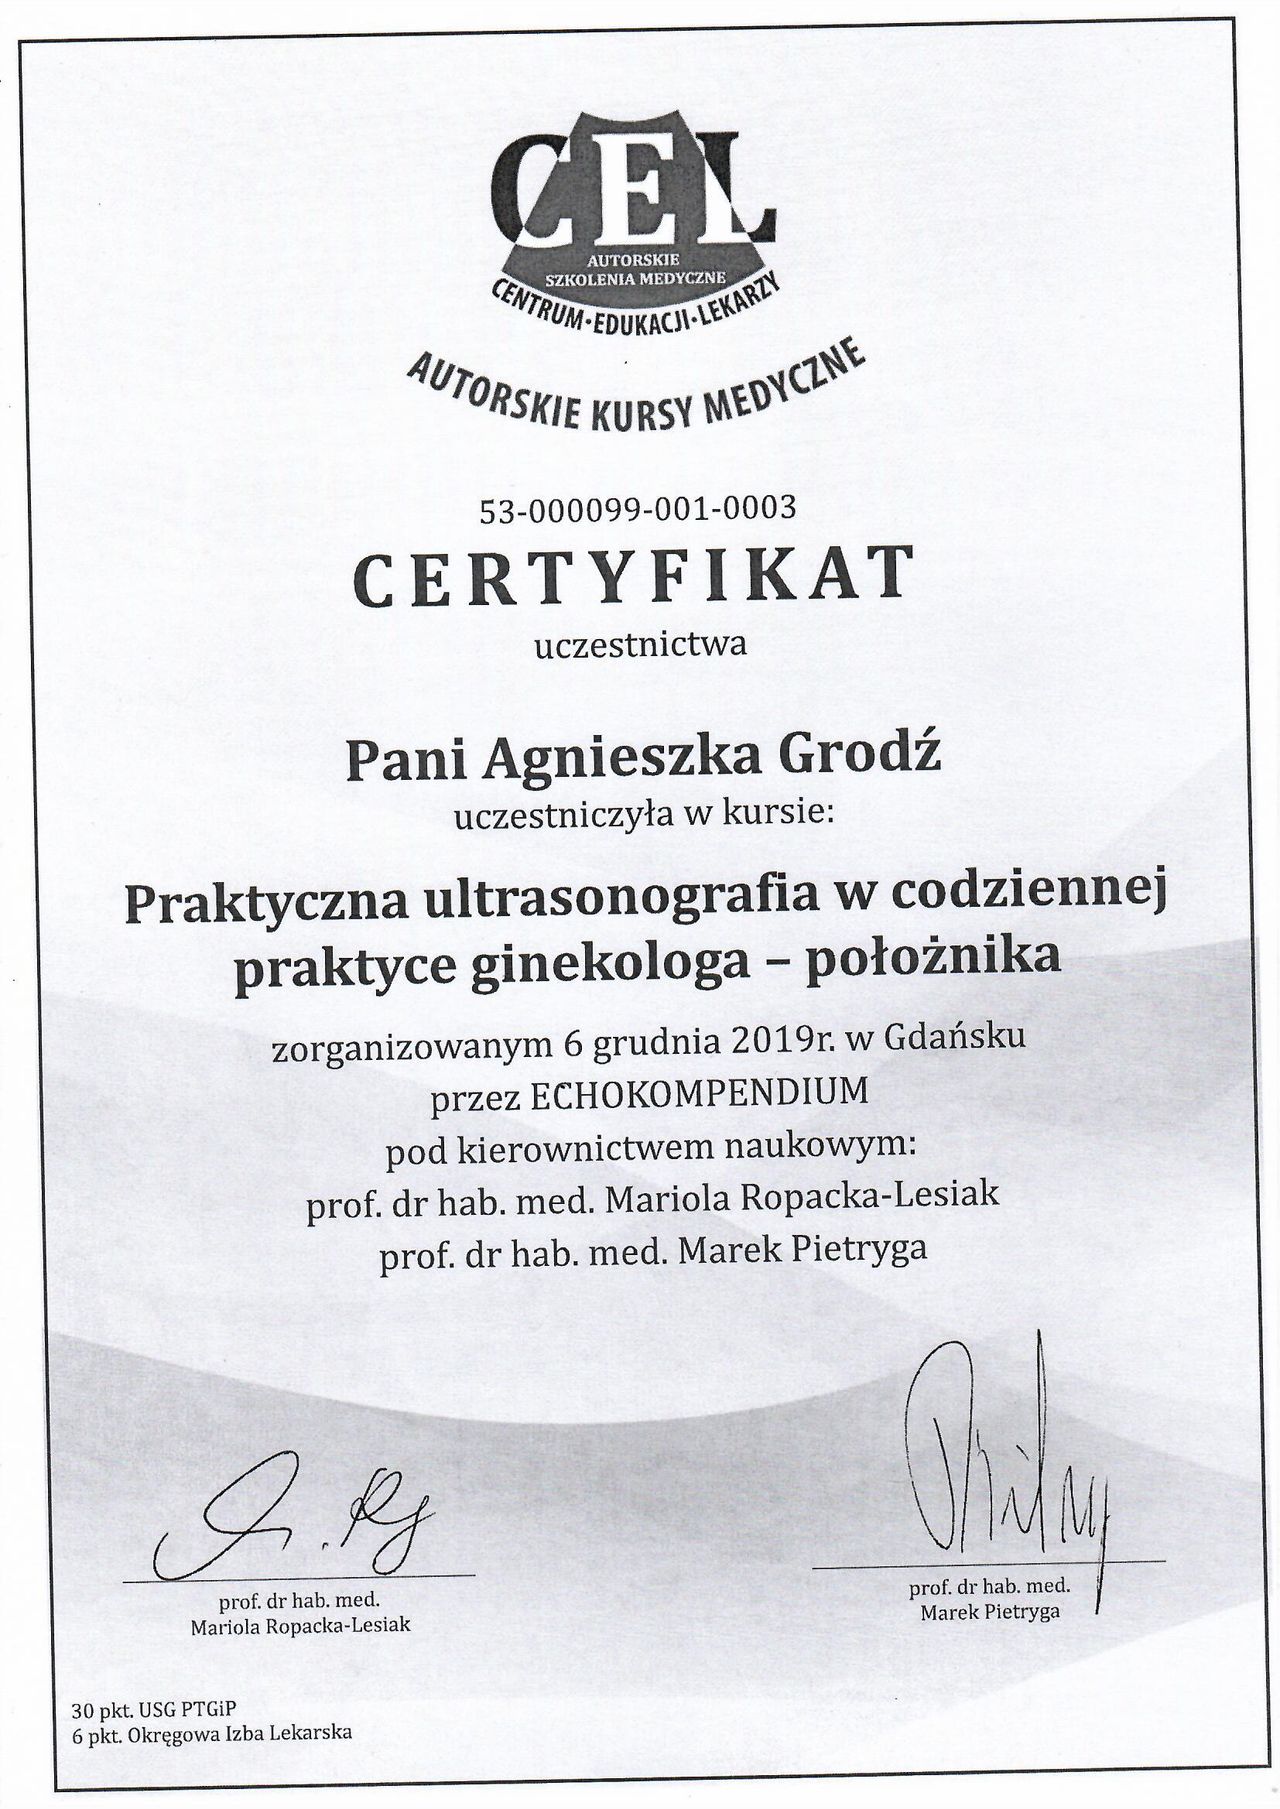 CEL
AUTORSKIE
SZKOLENIA MEDYCZNE
CENTRUM·EDUKACJI·LEKARZY
AUTORSKIE KURSY MEDYCZNE
53-000099-001-0003
CERTYFIKAT
uczestnictwa
Pani Agnieszka Grodź
uczestniczyła w kursie:
Praktyczna ultrasonografia w codziennej
praktyce ginekologa – położnika
zorganizowanym 6 grudnia 2019r. w Gdańsku
przez ECHOKOMPENDIUM
pod kierownictwem naukowym:
prof. dr hab. med. Mariola Ropacka-Lesiak
prof. dr hab. med. Marek Pietryga
prof. dr hab. med.
Mariola Ropacka-Lesiak
prof. dr hab. med.
Marek Pietryga
30 pkt. USG PTGiP
6 pkt. Okręgowa Izba Lekarska